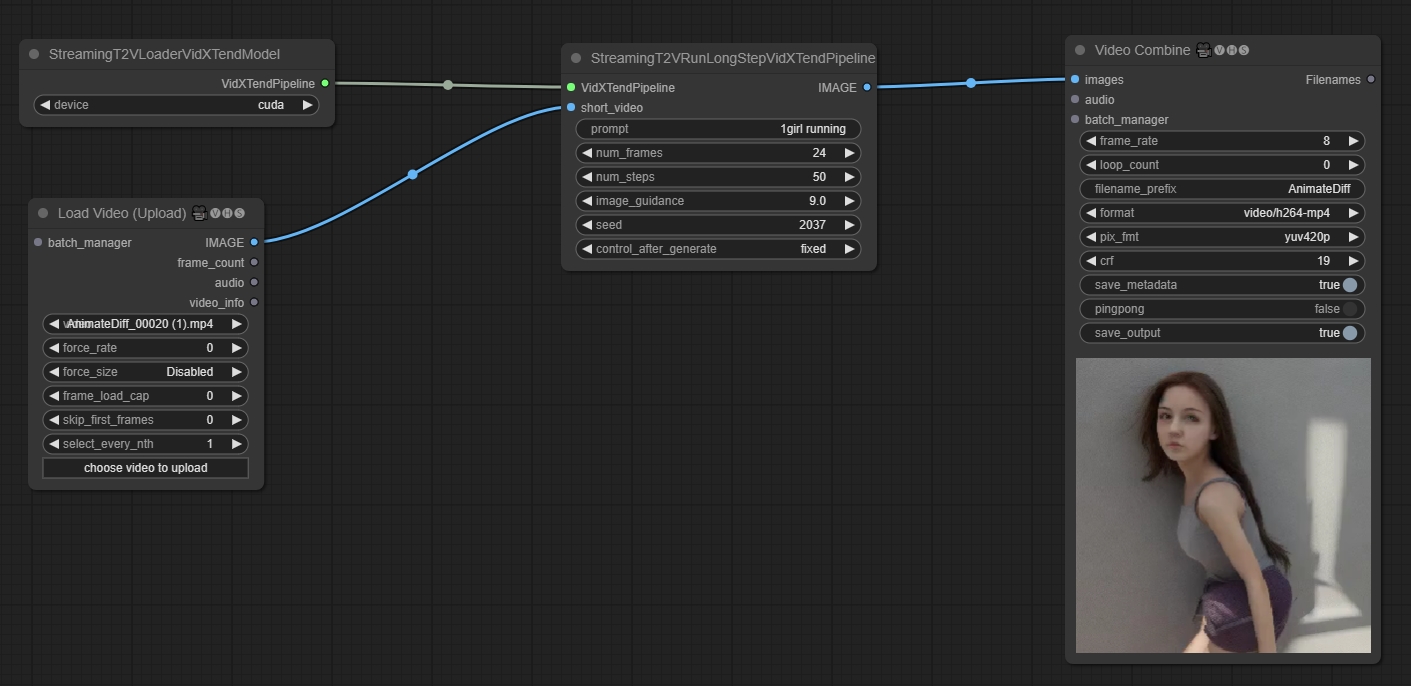 StreamingT2VLoaderVidXTendModel
VidXTendPipeline
device cuda
Load Video (Upload) 🎥🅥🅗🅢
batch_manager IMAGE
frame_count
audio
video_info
AnimateDiff_00020 (1).mp4
force_rate 0
force_size Disabled
frame_load_cap 0
skip_first_frames 0
select_every_nth 1
choose video to upload
StreamingT2VRunLongStepVidXTendPipeline
VidXTendPipeline IMAGE
short_video
prompt 1girl running
num_frames 24
num_steps 50
image_guidance 9.0
seed 2037
control_after_generate fixed
Video Combine 🎥🅥🅗🅢
images Filenames
audio
batch_manager
frame_rate 8
loop_count 0
filename_prefix AnimateDiff
format video/h264-mp4
pix_fmt yuv420p
crf 19
save_metadata true
pingpong false
save_output true